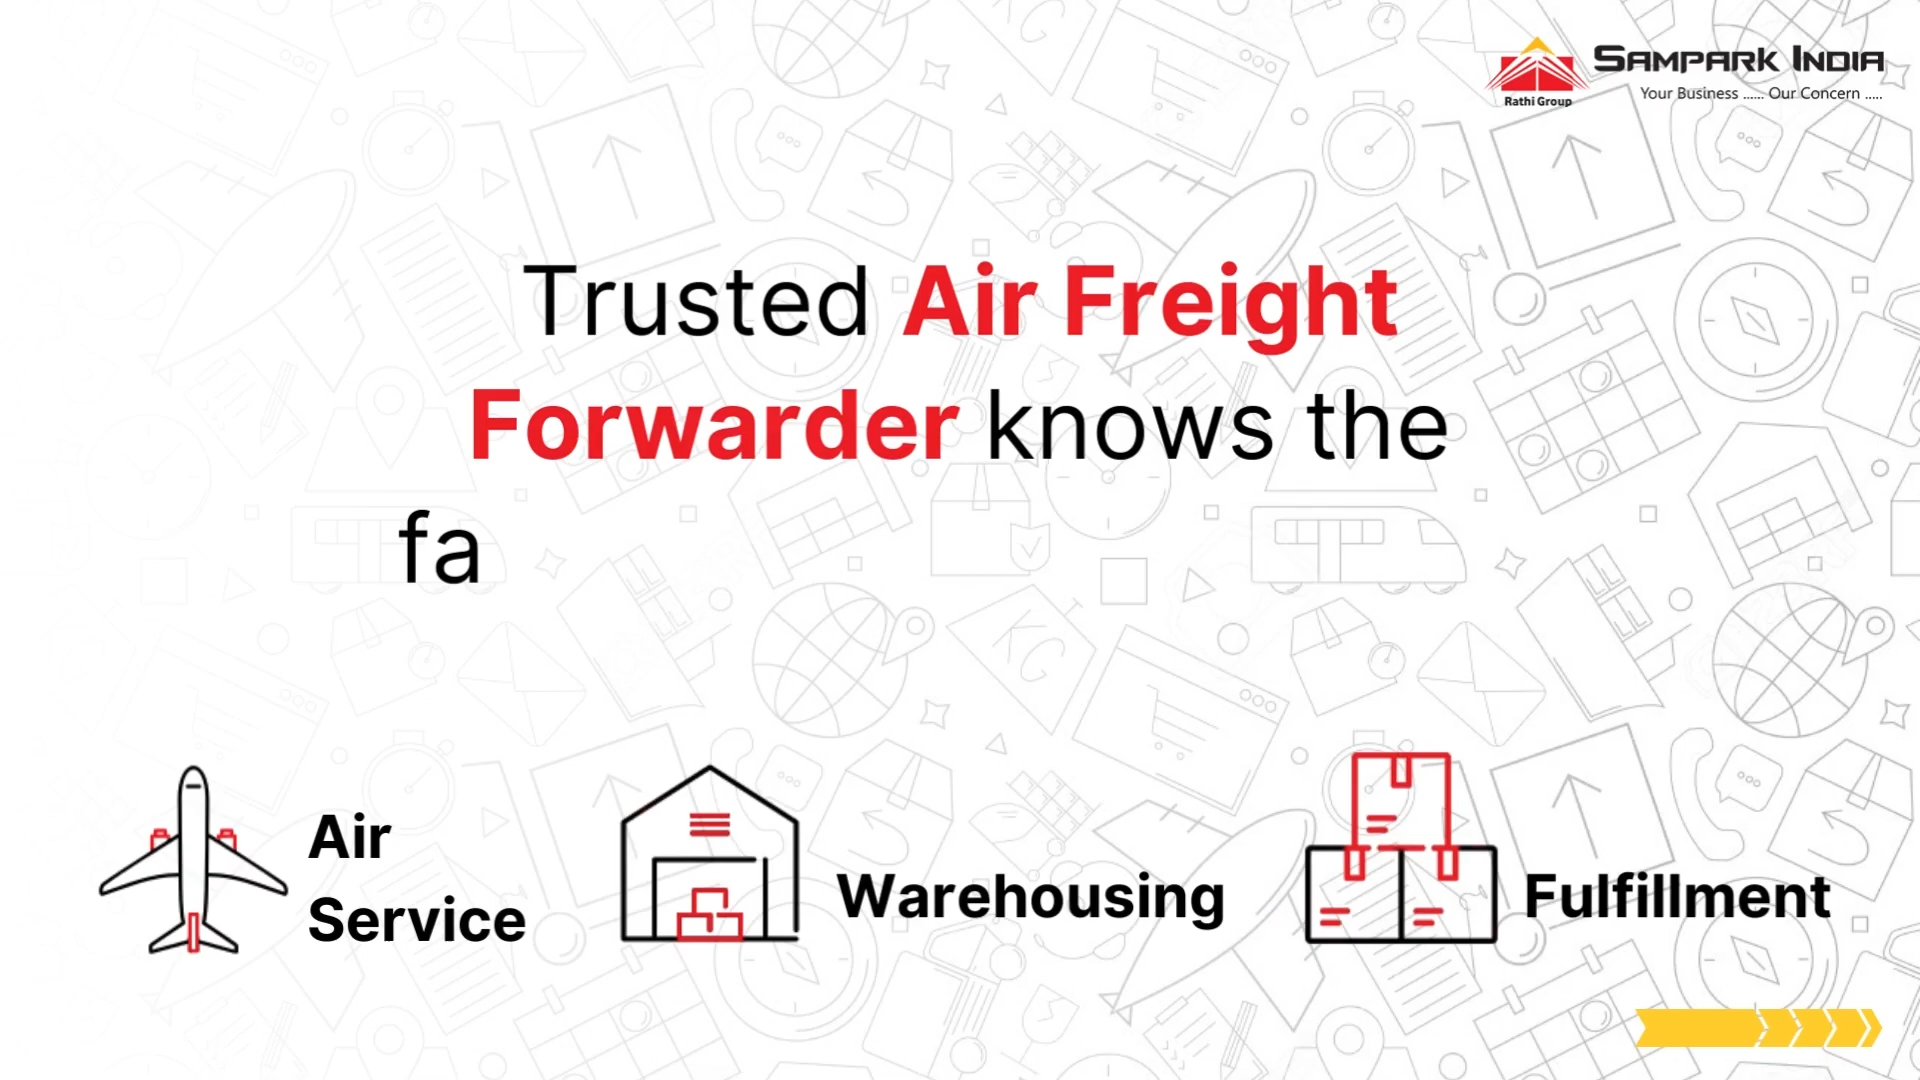 SAMPARK INDIA
Rathi Group
Your Business ...... Our Concern .....
Trusted Air Freight
Forwarder knows the
fa
Air
Service
Warehousing
Fulfillment
KG